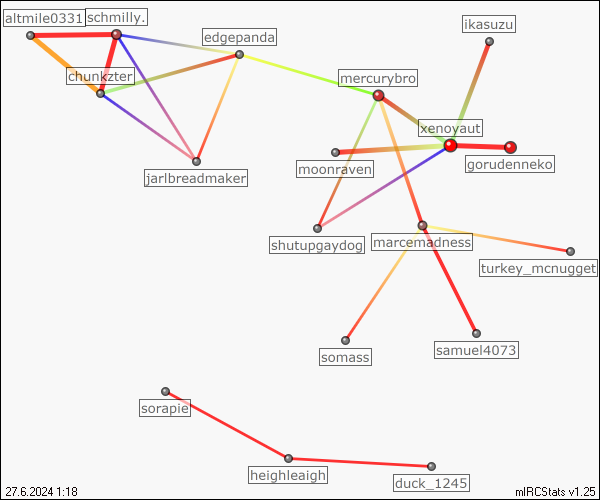 altmile0331
schmilly.
ikasuzu
edgepanda
chunkzter
mercurybro
xenoyaut
moonraven
gorudenneko
jarlbreadmaker
shutupgaydog
marcemadness
turkey_mcnugget
somass
samuel4073
sorapie
heighleaigh
duck_1245
27.6.2024 1:18
mIRCStats v1.25